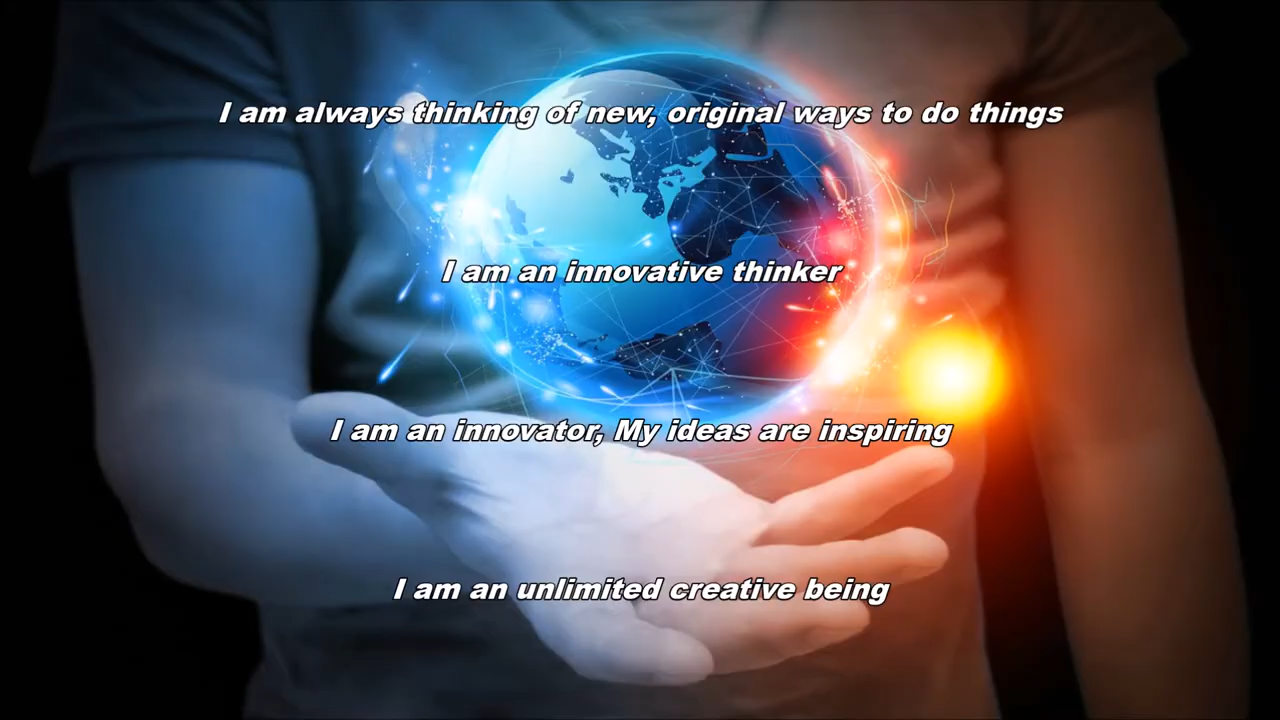 I am always thinking of new, original ways to do things
I am an innovative thinker
I am an innovator, My ideas are inspiring
I am an unlimited creative being